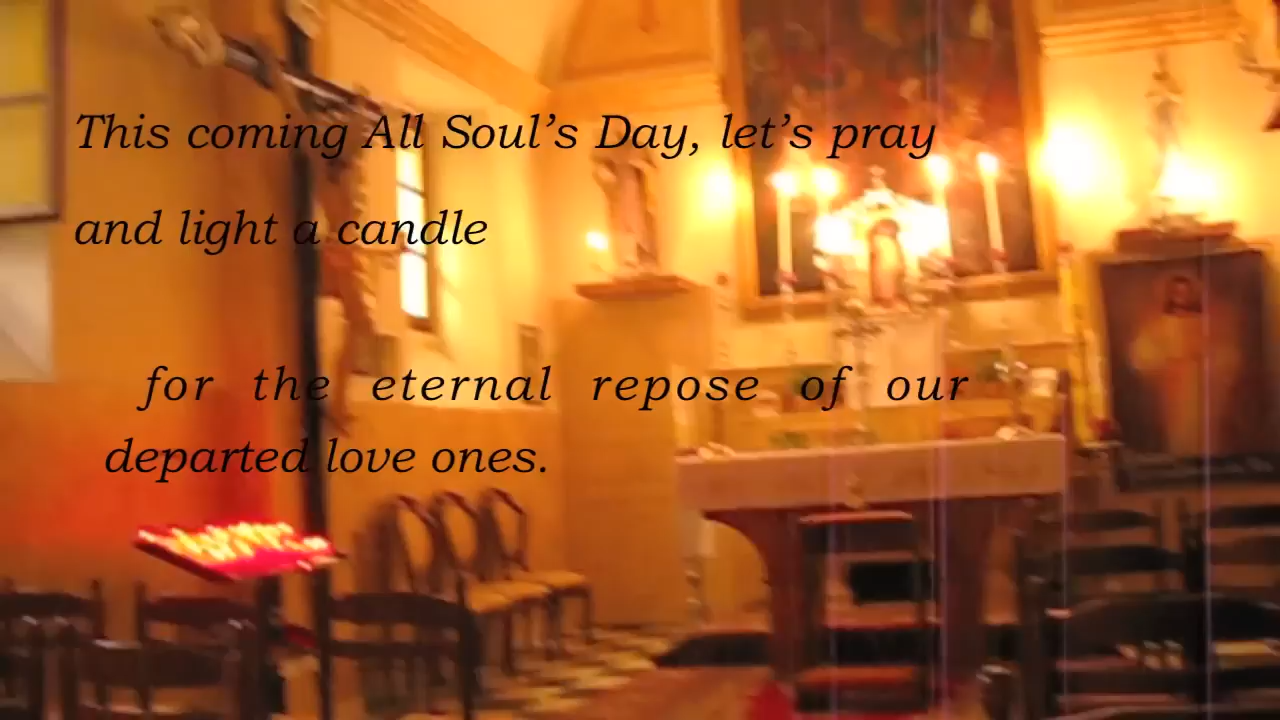 This coming All Soul’s Day, let’s pray
and light a candle
for the eternal repose of our
departed love ones.